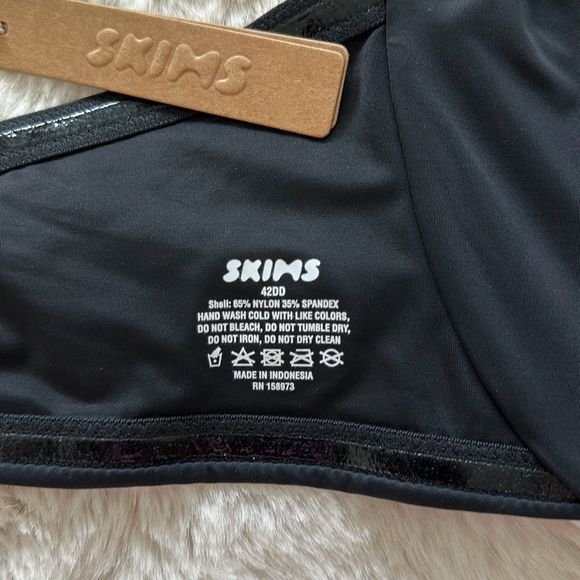 SKIMS
SKIMS
42DD
Shell: 65% NYLON 35% SPANDEX
HAND WASH COLD WITH LIKE COLORS,
DO NOT BLEACH, DO NOT TUMBLE DRY,
DO NOT IRON, DO NOT DRY CLEAN
MADE IN INDONESIA
RN 158973